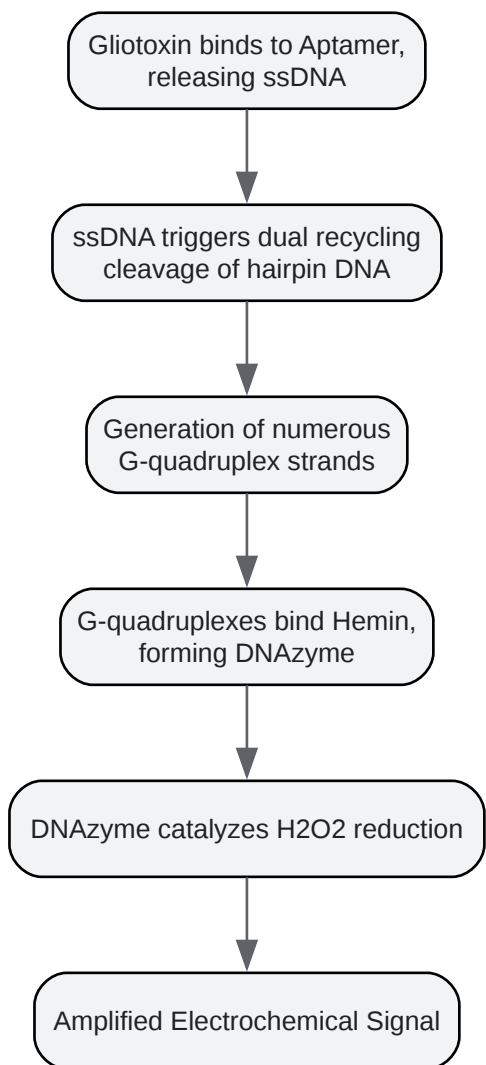 Gliotoxin binds to Aptamer,
releasing ssDNA
ssDNA triggers dual recycling
cleavage of hairpin DNA
Generation of numerous
G-quadruplex strands
G-quadruplexes bind Hemin,
forming DNAzyme
DNAzyme catalyzes H2O2 reduction
Amplified Electrochemical Signal